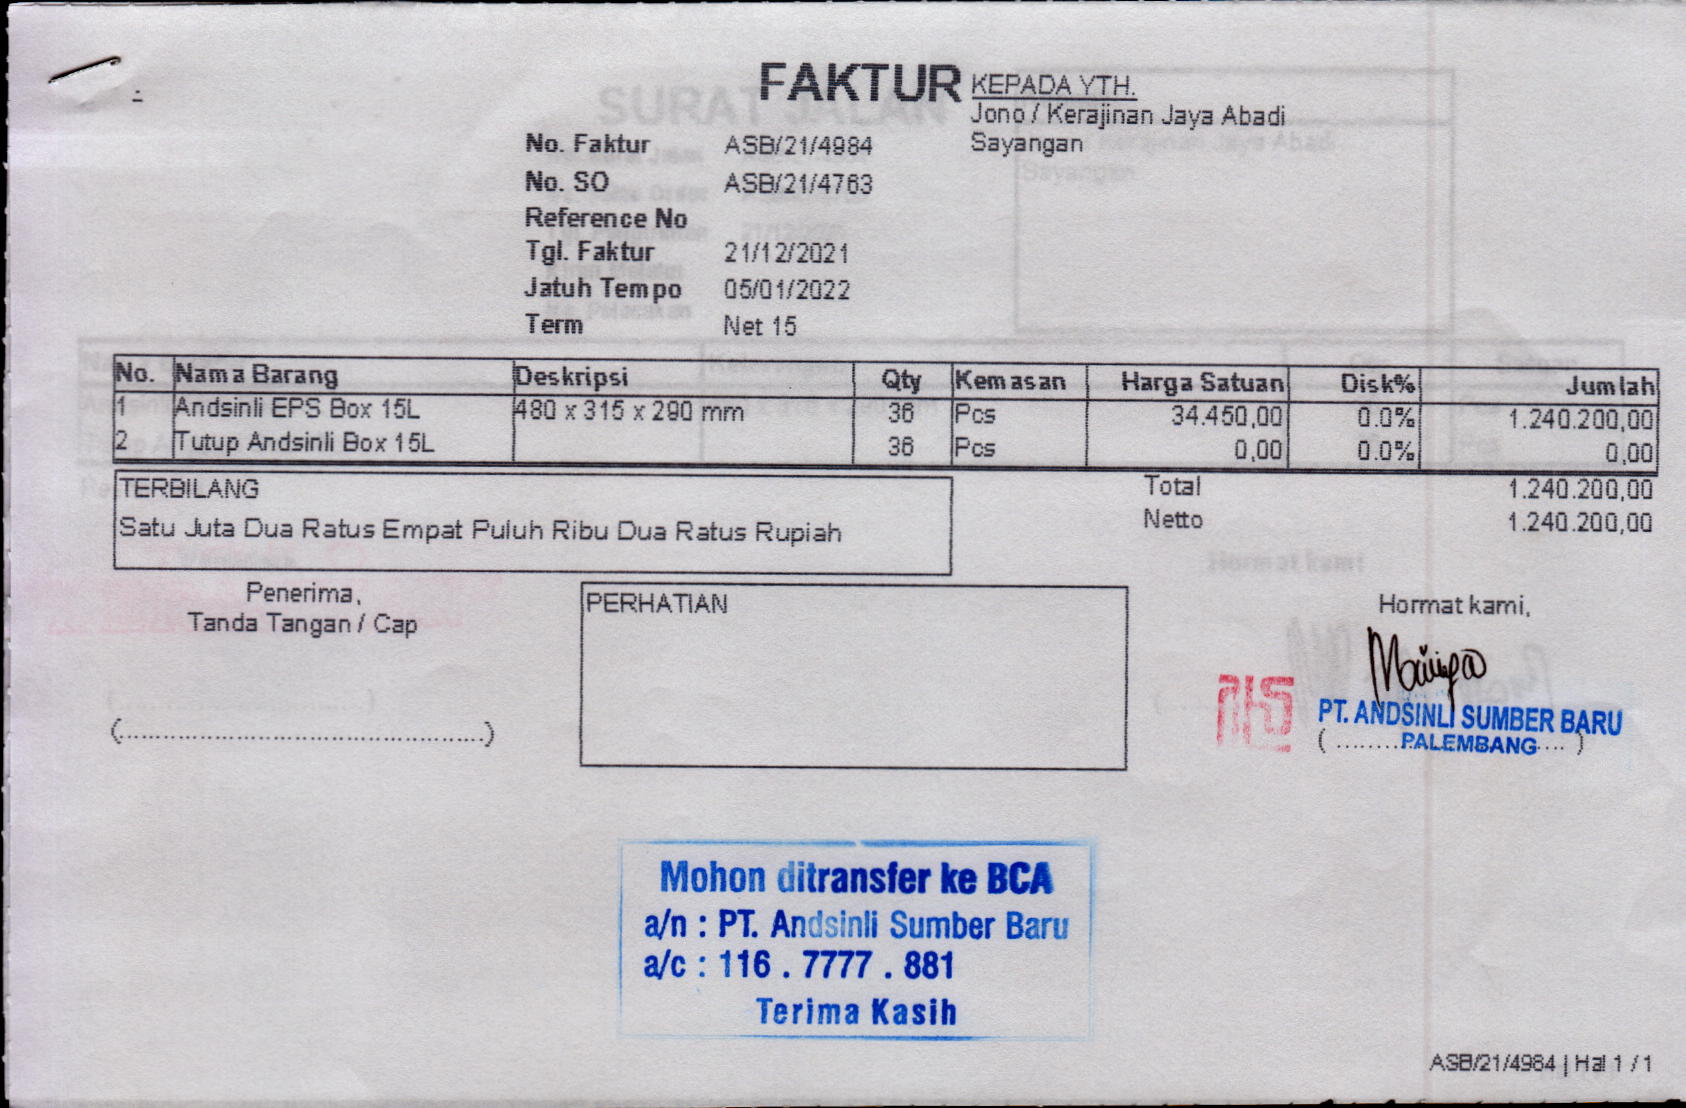 FAKTUR
KEPADA YTH.
Jono / Kerajinan Jaya Abadi
Sayangan
No. Faktur ASB/21/4984
No. SO ASB/21/4763
Reference No
Tgl. Faktur 21/12/2021
Jatuh Tempo 05/01/2022
Term Net 15
No. Nama Barang Deskripsi Qty Kemasan Harga Satuan Disk% Jumlah
1 Andsinli EPS Box 15L 480 x 315 x 290 mm 36 Pcs 34.450,00 0.0% 1.240.200,00
2 Tutup Andsinli Box 15L 36 Pcs 0,00 0.0% 0,00
TERBILANG
Satu Juta Dua Ratus Empat Puluh Ribu Dua Ratus Rupiah
Total 1.240.200,00
Netto 1.240.200,00
Penerima,
Tanda Tangan / Cap
(..................................................)
PERHATIAN
Hormat kami,
PT. ANDSINLI SUMBER BARU
PALEMBANG
Mohon ditransfer ke BCA
a/n : PT. Andsinli Sumber Baru
a/c : 116 . 7777 . 881
Terima Kasih
ASB/21/4984 | Hal 1 / 1